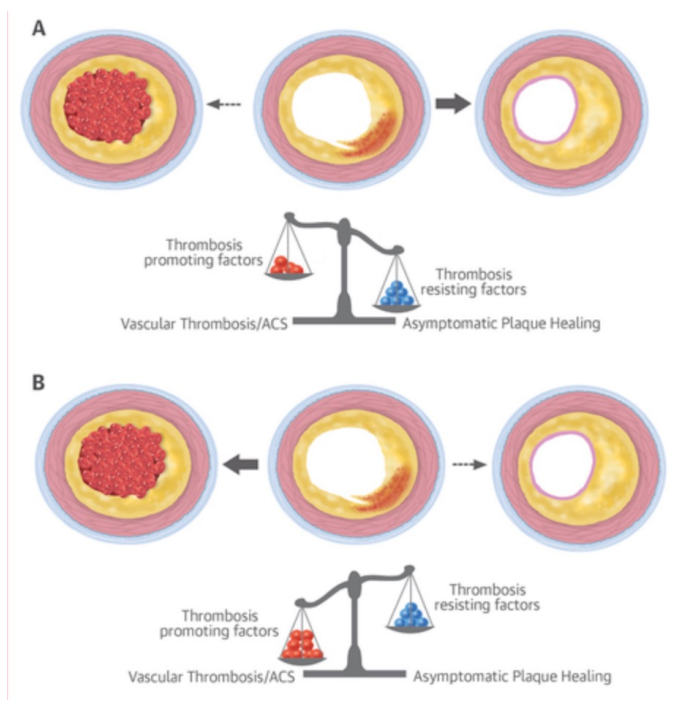 A
Thrombosis
promoting factors
Thrombosis
resisting factors
Vascular Thrombosis/ACS
Asymptomatic Plaque Healing
B
Thrombosis
resisting factors
Thrombosis
promoting factors
Vascular Thrombosis/ACS
Asymptomatic Plaque Healing